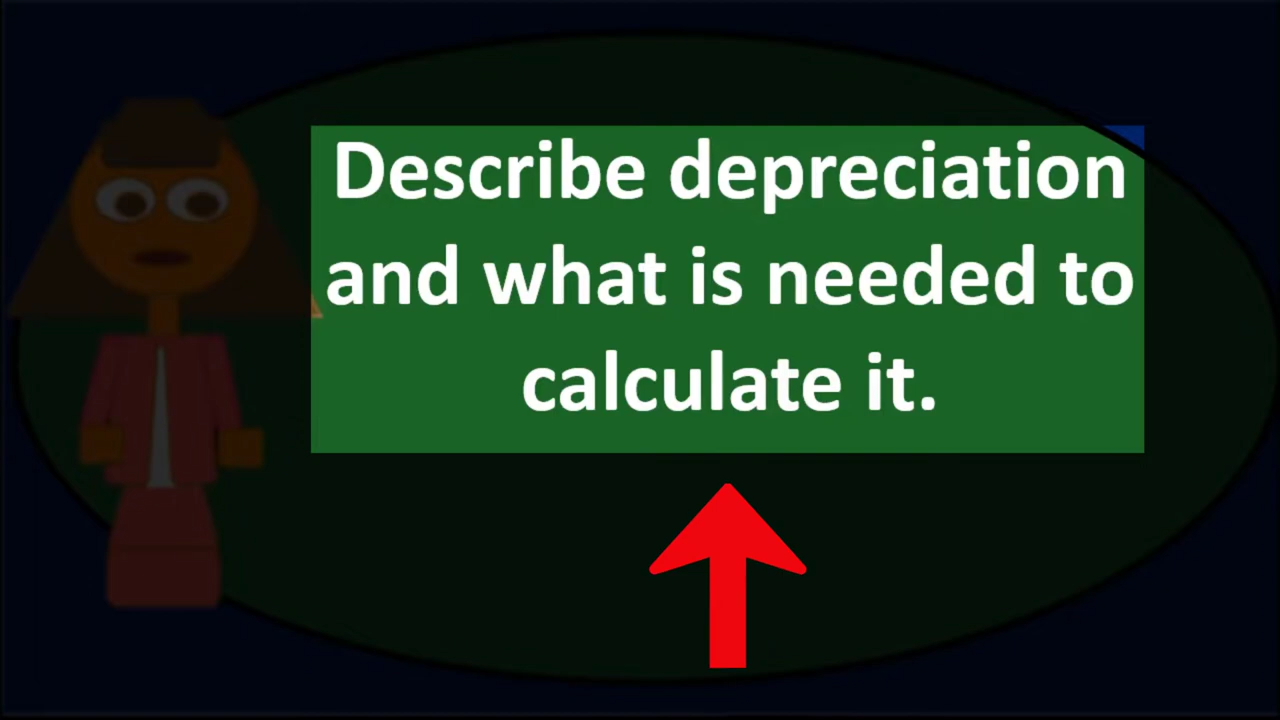 Describe depreciation
and what is needed to
calculate it.